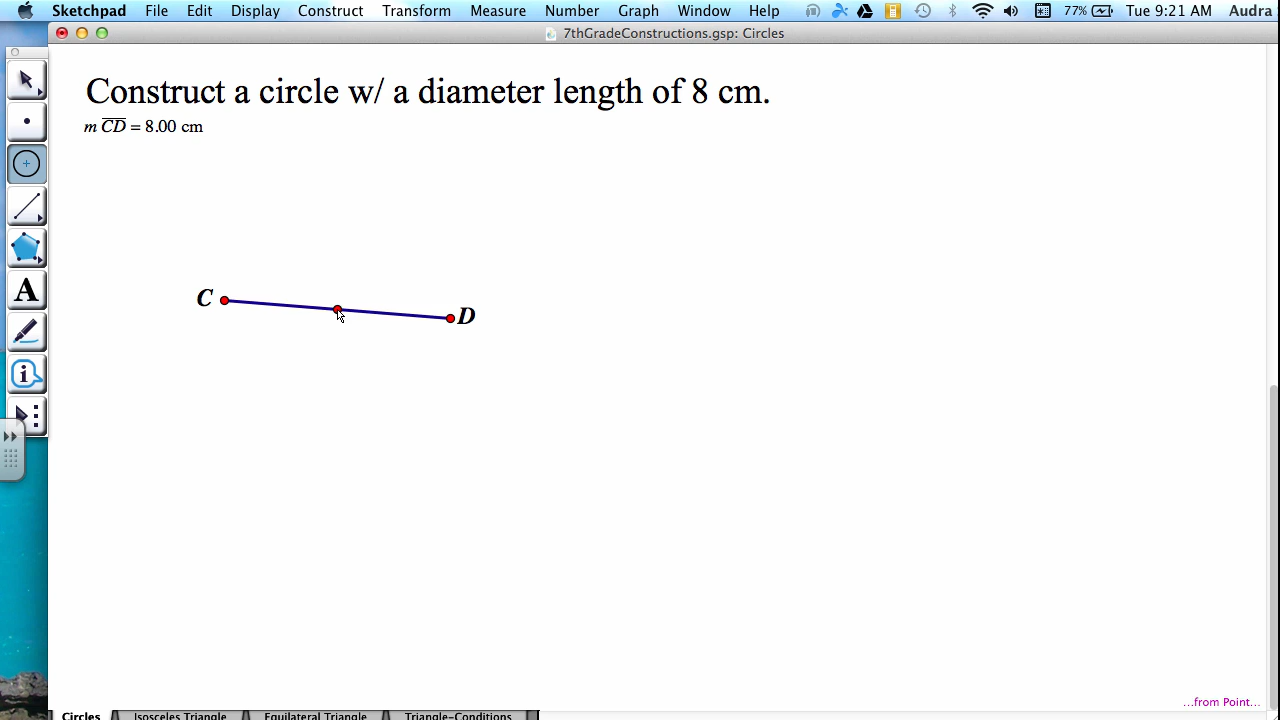 Sketchpad File Edit Display Construct Transform Measure Number Graph Window Help 77% Tue 9:21 AM Audra
7thGradeConstructions.gsp: Circles
Construct a circle w/ a diameter length of 8 cm.
m CD = 8.00 cm
A
i
C
D
...from Point...
Circles Isosceles Triangle Equilateral Triangle Triangle-Conditions